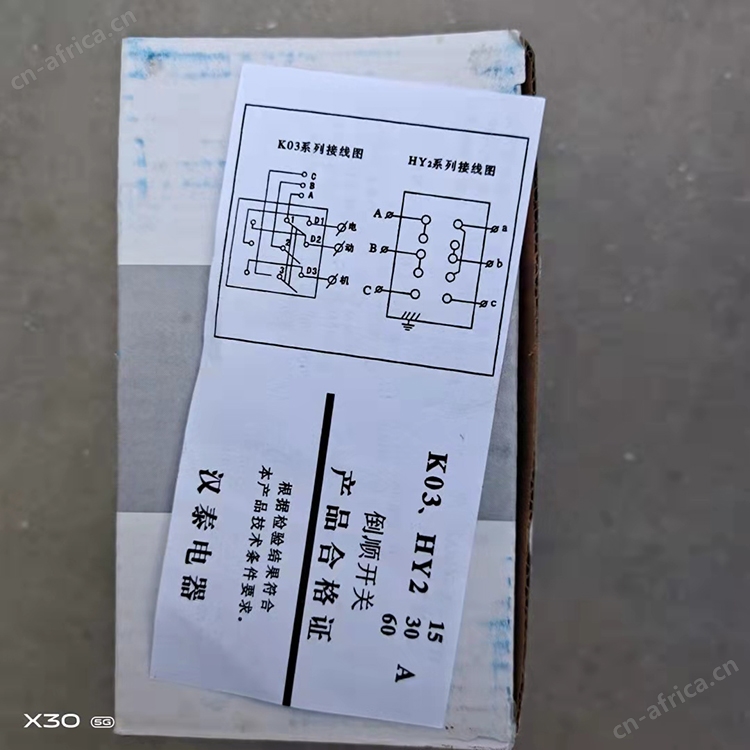 cn-africa.cn
K03系列接线图
C
B
A
1
D1
电
2
D2
动
3
D3
机
HY₂系列接线图
A
a
B
b
C
c
K03、HY2 15 30 60 A
倒顺开关
产品合格证
根据检验结果符合
本产品技术条件要求。
汉泰电器
X30 5G
cn-africa.cn